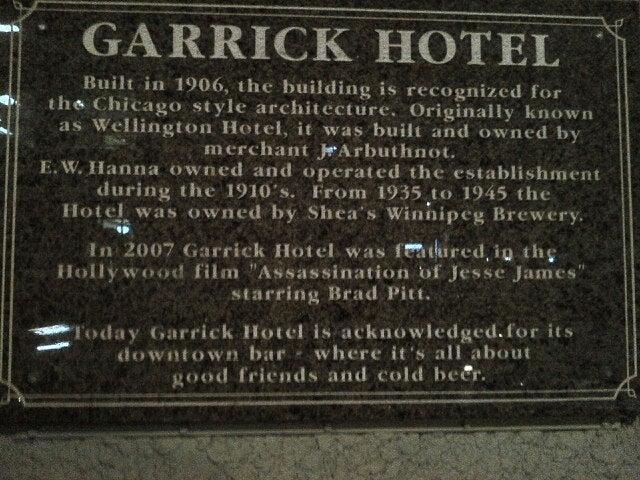 GARRICK HOTEL
Built in 1906, the building is recognized for
the Chicago style architecture. Originally known
as Wellington Hotel, it was built and owned by
merchant J. Arbuthnot.
E.W. Hanna owned and operated the establishment
during the 1910's. From 1935 to 1945 the
Hotel was owned by Shea's Winnipeg Brewery.
In 2007 Garrick Hotel was featured in the
Hollywood film "Assassination of Jesse James"
starring Brad Pitt.
Today Garrick Hotel is acknowledged for its
downtown bar - where it's all about
good friends and cold beer.